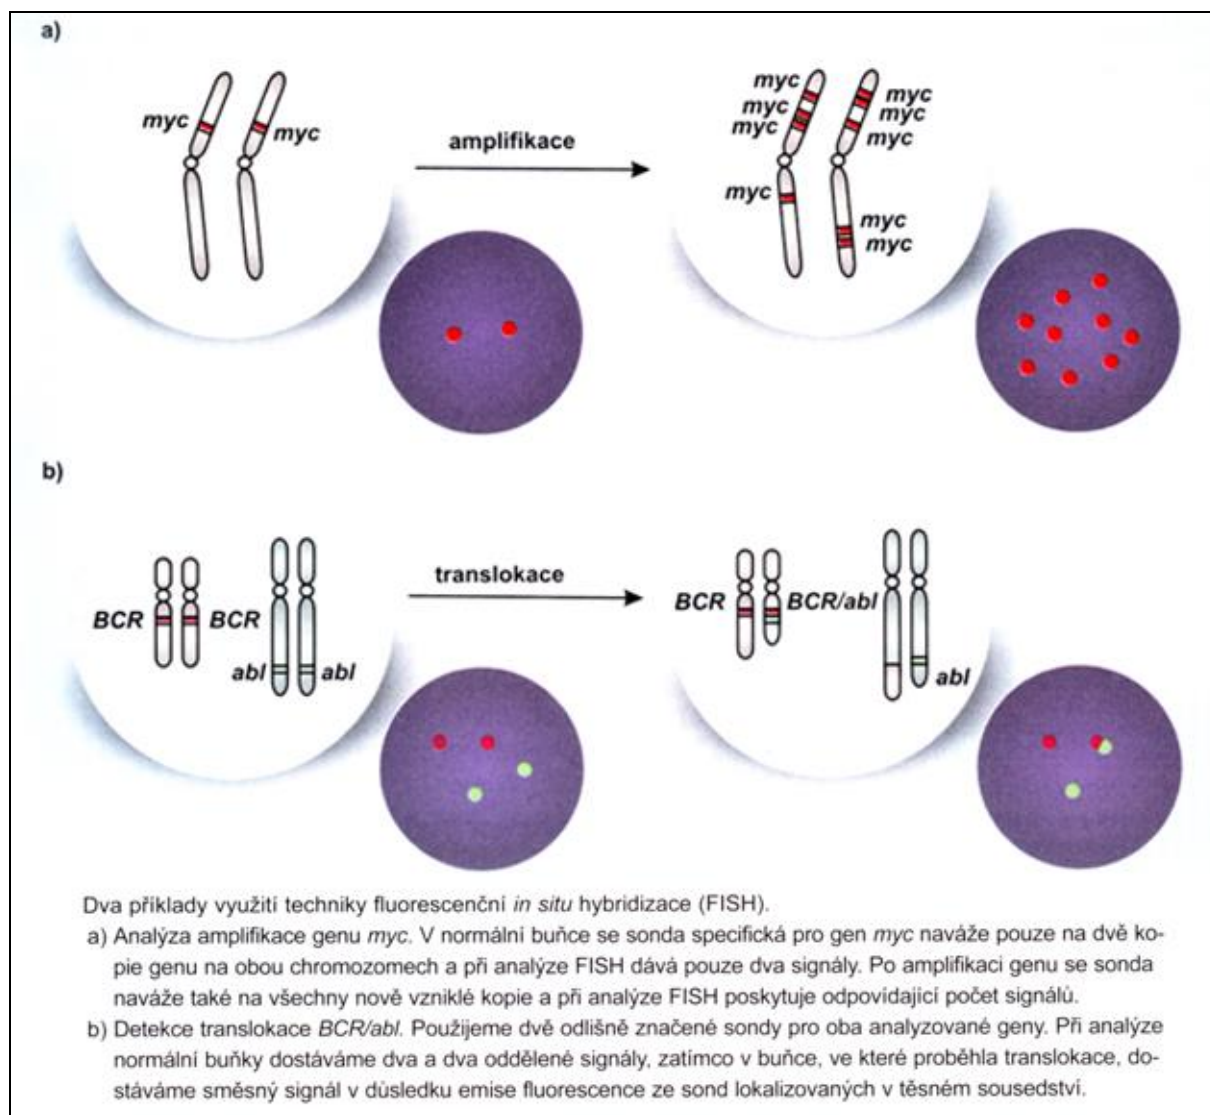 a)
myc
myc
amplifikace
myc
myc
myc
myc
myc
myc
myc
myc
myc
b)
BCR
BCR
abl
abl
translokace
BCR
BCR/abl
abl
Dva příklady využití techniky fluorescenční in situ hybridizace (FISH).
a) Analýza amplifikace genu myc. V normální buňce se sonda specifická pro gen myc naváže pouze na dvě ko-
pie genu na obou chromozomech a při analýze FISH dává pouze dva signály. Po amplifikaci genu se sonda
naváže také na všechny nově vzniklé kopie a při analýze FISH poskytuje odpovídající počet signálů.
b) Detekce translokace BCR/abl. Použijeme dvě odlišně značené sondy pro oba analyzované geny. Při analýze
normální buňky dostáváme dva a dva oddělené signály, zatímco v buňce, ve které proběhla translokace, do-
stáváme směsný signál v důsledku emise fluorescence ze sond lokalizovaných v těsném sousedství.